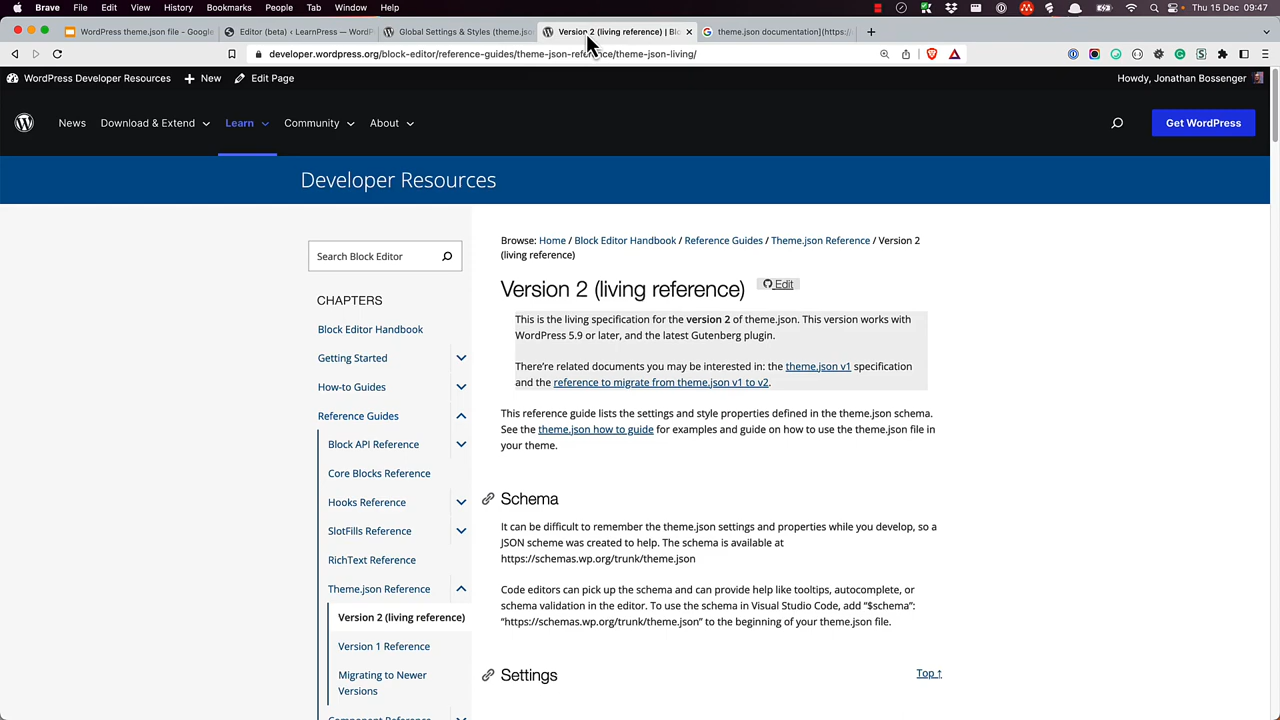 Brave File Edit View History Bookmarks People Tab Window Help Thu 15 Dec 09:47
WordPress theme.json file - Google
Editor (beta) ‹ LearnPress — WordP
Global Settings & Styles (theme.jso
Version 2 (living reference) | Blo
theme.json documentation](https:/
developer.wordpress.org/block-editor/reference-guides/theme-json-reference/theme-json-living/
WordPress Developer Resources New Edit Page Howdy, Jonathan Bossenger
News Download & Extend Learn Community About Get WordPress
Developer Resources
Search Block Editor
CHAPTERS
Block Editor Handbook
Getting Started
How-to Guides
Reference Guides
Block API Reference
Core Blocks Reference
Hooks Reference
SlotFills Reference
RichText Reference
Theme.json Reference
Version 2 (living reference)
Version 1 Reference
Migrating to Newer
Versions
Component Reference
Browse: Home / Block Editor Handbook / Reference Guides / Theme.json Reference / Version 2
(living reference)
Version 2 (living reference) Edit
This is the living specification for the version 2 of theme.json. This version works with
WordPress 5.9 or later, and the latest Gutenberg plugin.
There’re related documents you may be interested in: the theme.json v1 specification
and the reference to migrate from theme.json v1 to v2.
This reference guide lists the settings and style properties defined in the theme.json schema.
See the theme.json how to guide for examples and guide on how to use the theme.json file in
your theme.
Schema
It can be difficult to remember the theme.json settings and properties while you develop, so a
JSON scheme was created to help. The schema is available at
https://schemas.wp.org/trunk/theme.json
Code editors can pick up the schema and can provide help like tooltips, autocomplete, or
schema validation in the editor. To use the schema in Visual Studio Code, add “$schema”:
“https://schemas.wp.org/trunk/theme.json” to the beginning of your theme.json file.
Settings Top ↑